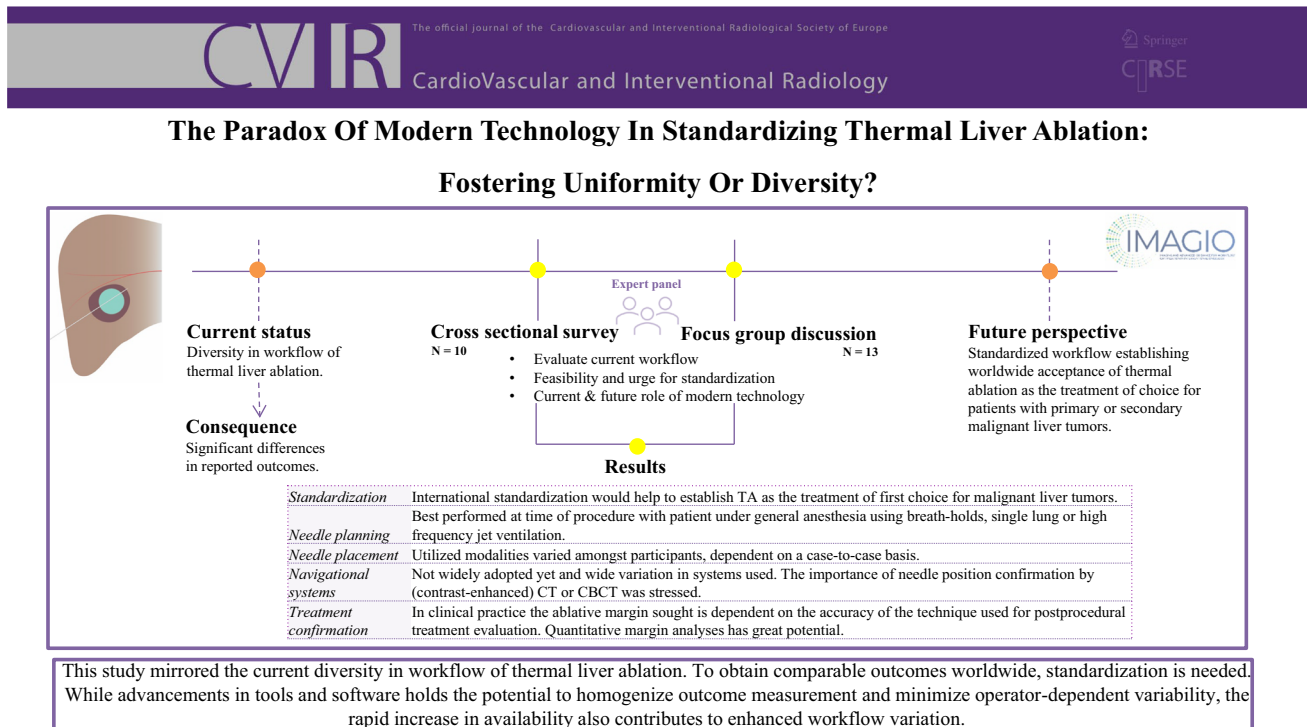 CVIR
The official journal of the Cardiovascular and Interventional Radiological Society of Europe
CardioVascular and Interventional Radiology
Springer
CIRSE
The Paradox Of Modern Technology In Standardizing Thermal Liver Ablation:
Fostering Uniformity Or Diversity?
IMAGIO
Expert panel
Current status
Diversity in workflow of
thermal liver ablation.
Consequence
Significant differences
in reported outcomes.
Cross sectional survey
N = 10
Focus group discussion
N = 13
• Evaluate current workflow
• Feasibility and urge for standardization
• Current & future role of modern technology
Results
Future perspective
Standardized workflow establishing
worldwide acceptance of thermal
ablation as the treatment of choice for
patients with primary or secondary
malignant liver tumors.
Standardization International standardization would help to establish TA as the treatment of first choice for malignant liver tumors.
Best performed at time of procedure with patient under general anesthesia using breath-holds, single lung or high
Needle planning frequency jet ventilation.
Needle placement Utilized modalities varied amongst participants, dependent on a case-to-case basis.
Navigational Not widely adopted yet and wide variation in systems used. The importance of needle position confirmation by
systems (contrast-enhanced) CT or CBCT was stressed.
Treatment In clinical practice the ablative margin sought is dependent on the accuracy of the technique used for postprocedural
confirmation treatment evaluation. Quantitative margin analyses has great potential.
This study mirrored the current diversity in workflow of thermal liver ablation. To obtain comparable outcomes worldwide, standardization is needed.
While advancements in tools and software holds the potential to homogenize outcome measurement and minimize operator-dependent variability, the
rapid increase in availability also contributes to enhanced workflow variation.